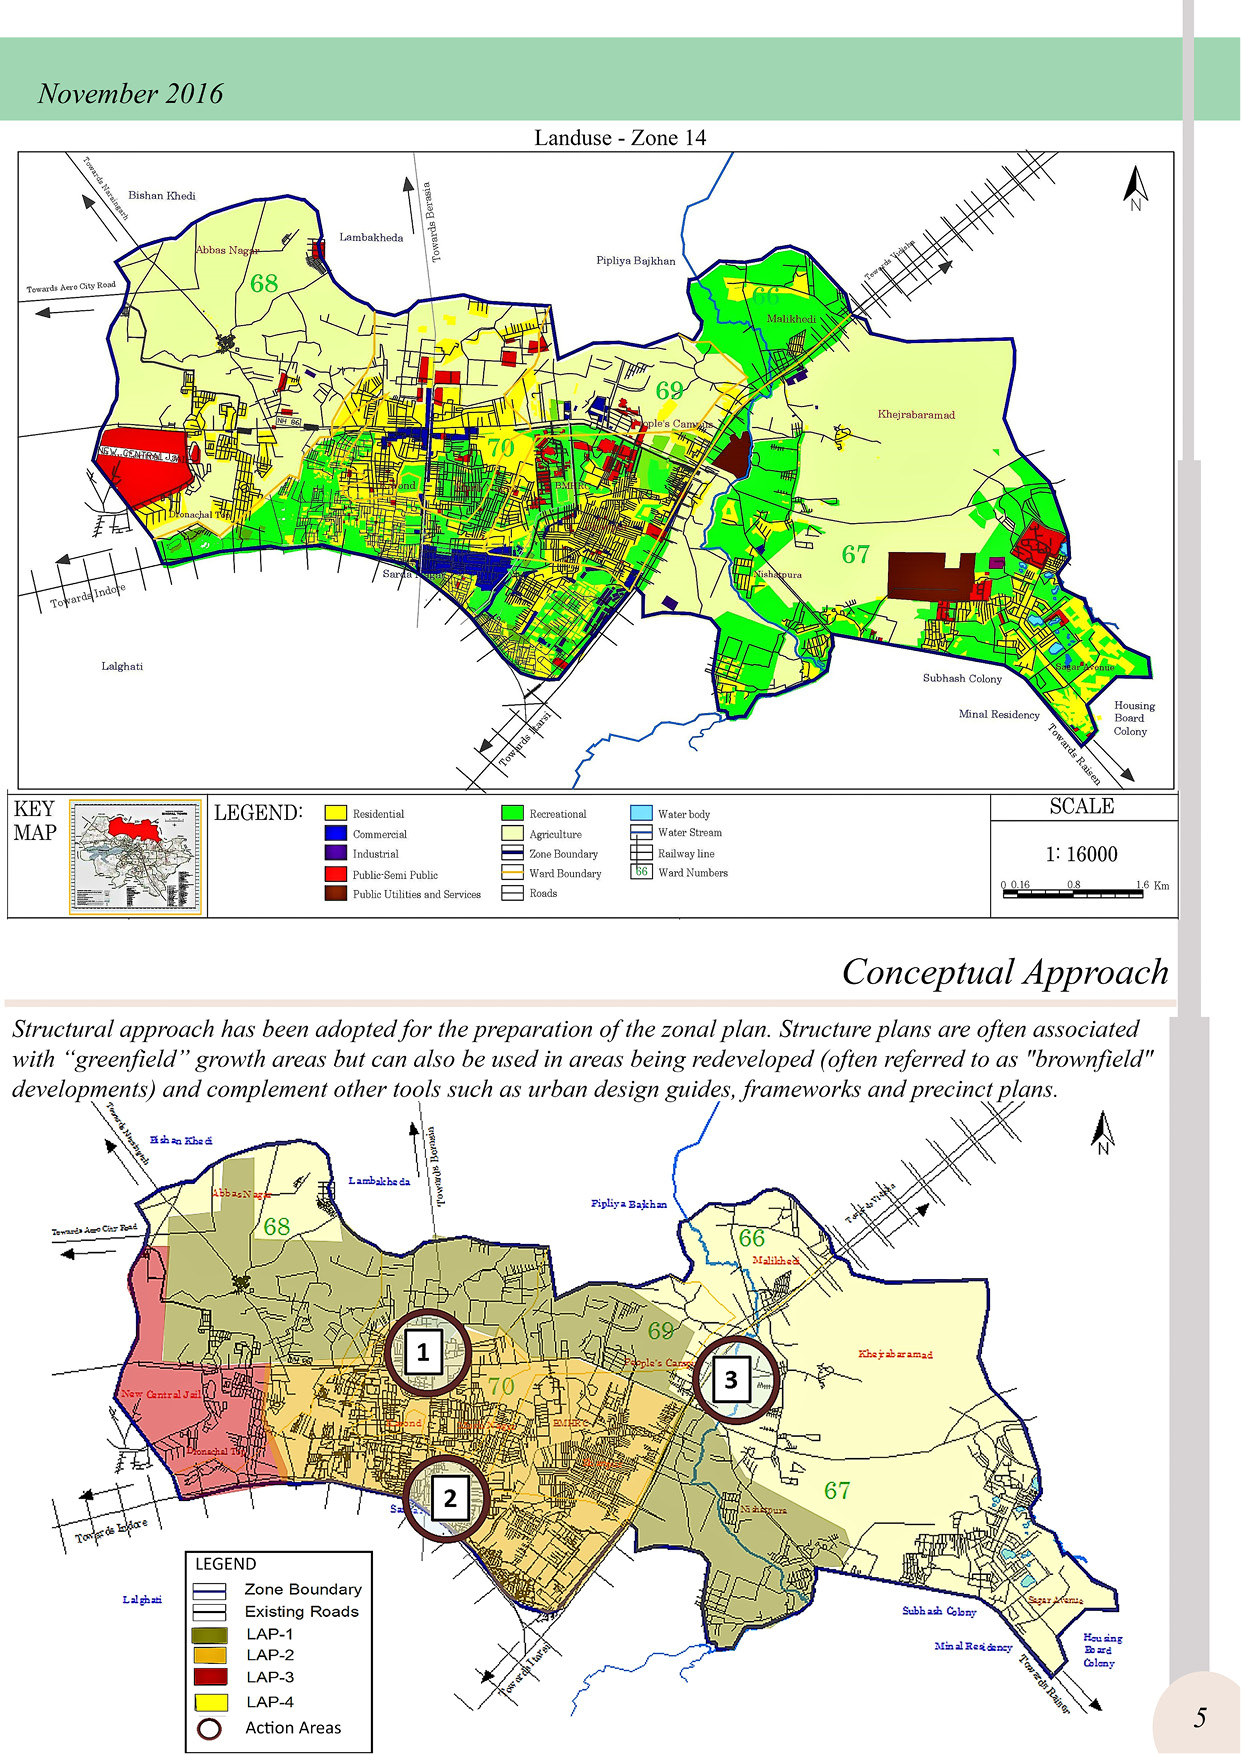 November 2016
Landuse - Zone 14
Towards Narsingarh
Bishan Khedi
Lambakheda
Towards Berasia
Abbas Nagar
68
Towards Aero City Road
Pipliya Bajkhan
Towards Vidisha
N
66
Malikhedi
69
People's Campus
Khejrabaramad
NH 86
70
NEW CENTRAL JAIL
Gond
BMHRC
Dronachal Top
67
Nishatpura
Towards Indore
Lalghati
Subhash Colony
Sagar Avenue
Minal Residency
Housing
Board
Colony
Towards Itarsi
Towards Raisen
KEY
MAP
LEGEND:
Residential
Commercial
Industrial
Public-Semi Public
Public Utilities and Services
Recreational
Agriculture
Zone Boundary
Ward Boundary
Roads
Water body
Water Stream
Railway line
66 Ward Numbers
SCALE
1: 16000
0 0.16 0.8 1.6 Km
Conceptual Approach
Structural approach has been adopted for the preparation of the zonal plan. Structure plans are often associated
with “greenfield” growth areas but can also be used in areas being redeveloped (often referred to as "brownfield"
developments) and complement other tools such as urban design guides, frameworks and precinct plans.
Towards Narsingarh
Bishan Khedi
Lambakheda
Towards Berasia
Abbas Nagar
68
Towards Aero City Road
Pipliya Bajkhan
Towards Vidisha
N
66
Malikhedi
69
1
People's Campus
3
Khejrabaramad
NH 86
70
New Central Jail
BMHRC
Dronachal Top
2
67
Nishatpura
Towards Indore
Lalghati
Subhash Colony
Sagar Avenue
Minal Residency
Housing
Board
Colony
Towards Itarsi
Towards Raisen
LEGEND
Zone Boundary
Existing Roads
LAP-1
LAP-2
LAP-3
LAP-4
Action Areas
5